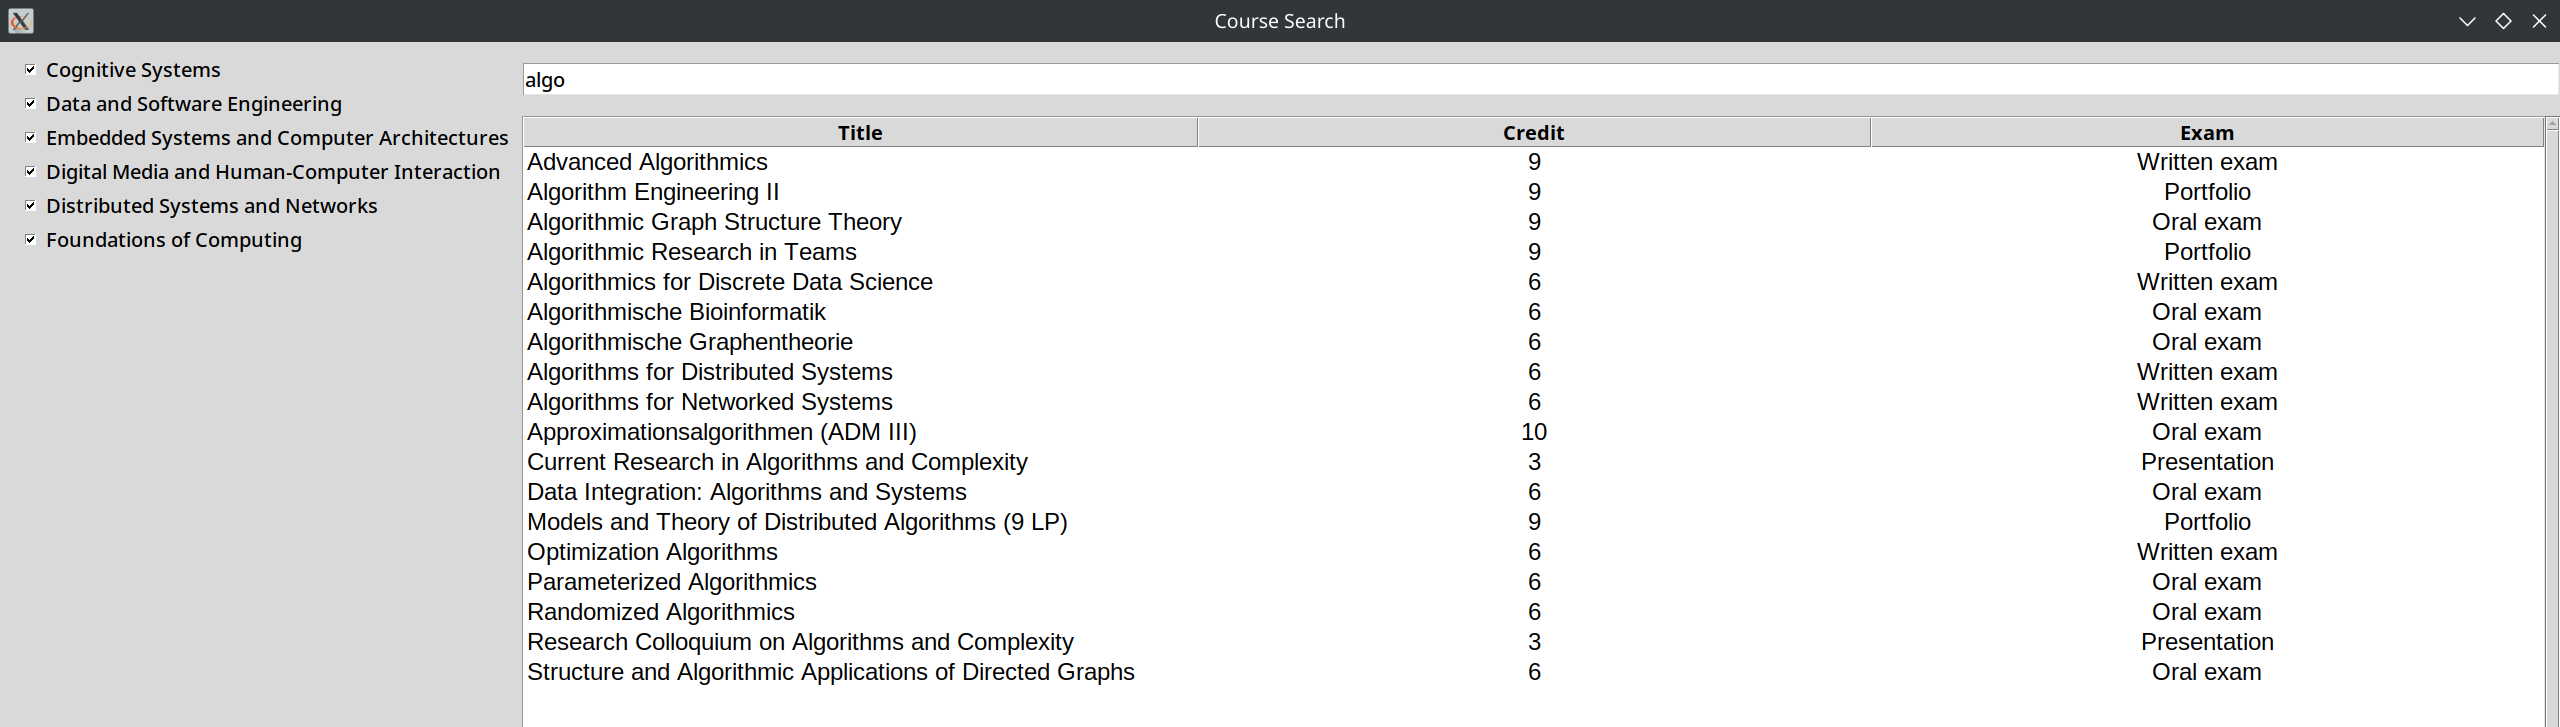 Course Search
Cognitive Systems
Data and Software Engineering
Embedded Systems and Computer Architectures
Digital Media and Human-Computer Interaction
Distributed Systems and Networks
Foundations of Computing
algo
Title Credit Exam
Advanced Algorithmics 9 Written exam
Algorithm Engineering II 9 Portfolio
Algorithmic Graph Structure Theory 9 Oral exam
Algorithmic Research in Teams 9 Portfolio
Algorithmics for Discrete Data Science 6 Written exam
Algorithmische Bioinformatik 6 Oral exam
Algorithmische Graphentheorie 6 Oral exam
Algorithms for Distributed Systems 6 Written exam
Algorithms for Networked Systems 6 Written exam
Approximationsalgorithmen (ADM III) 10 Oral exam
Current Research in Algorithms and Complexity 3 Presentation
Data Integration: Algorithms and Systems 6 Oral exam
Models and Theory of Distributed Algorithms (9 LP) 9 Portfolio
Optimization Algorithms 6 Written exam
Parameterized Algorithmics 6 Oral exam
Randomized Algorithmics 6 Oral exam
Research Colloquium on Algorithms and Complexity 3 Presentation
Structure and Algorithmic Applications of Directed Graphs 6 Oral exam